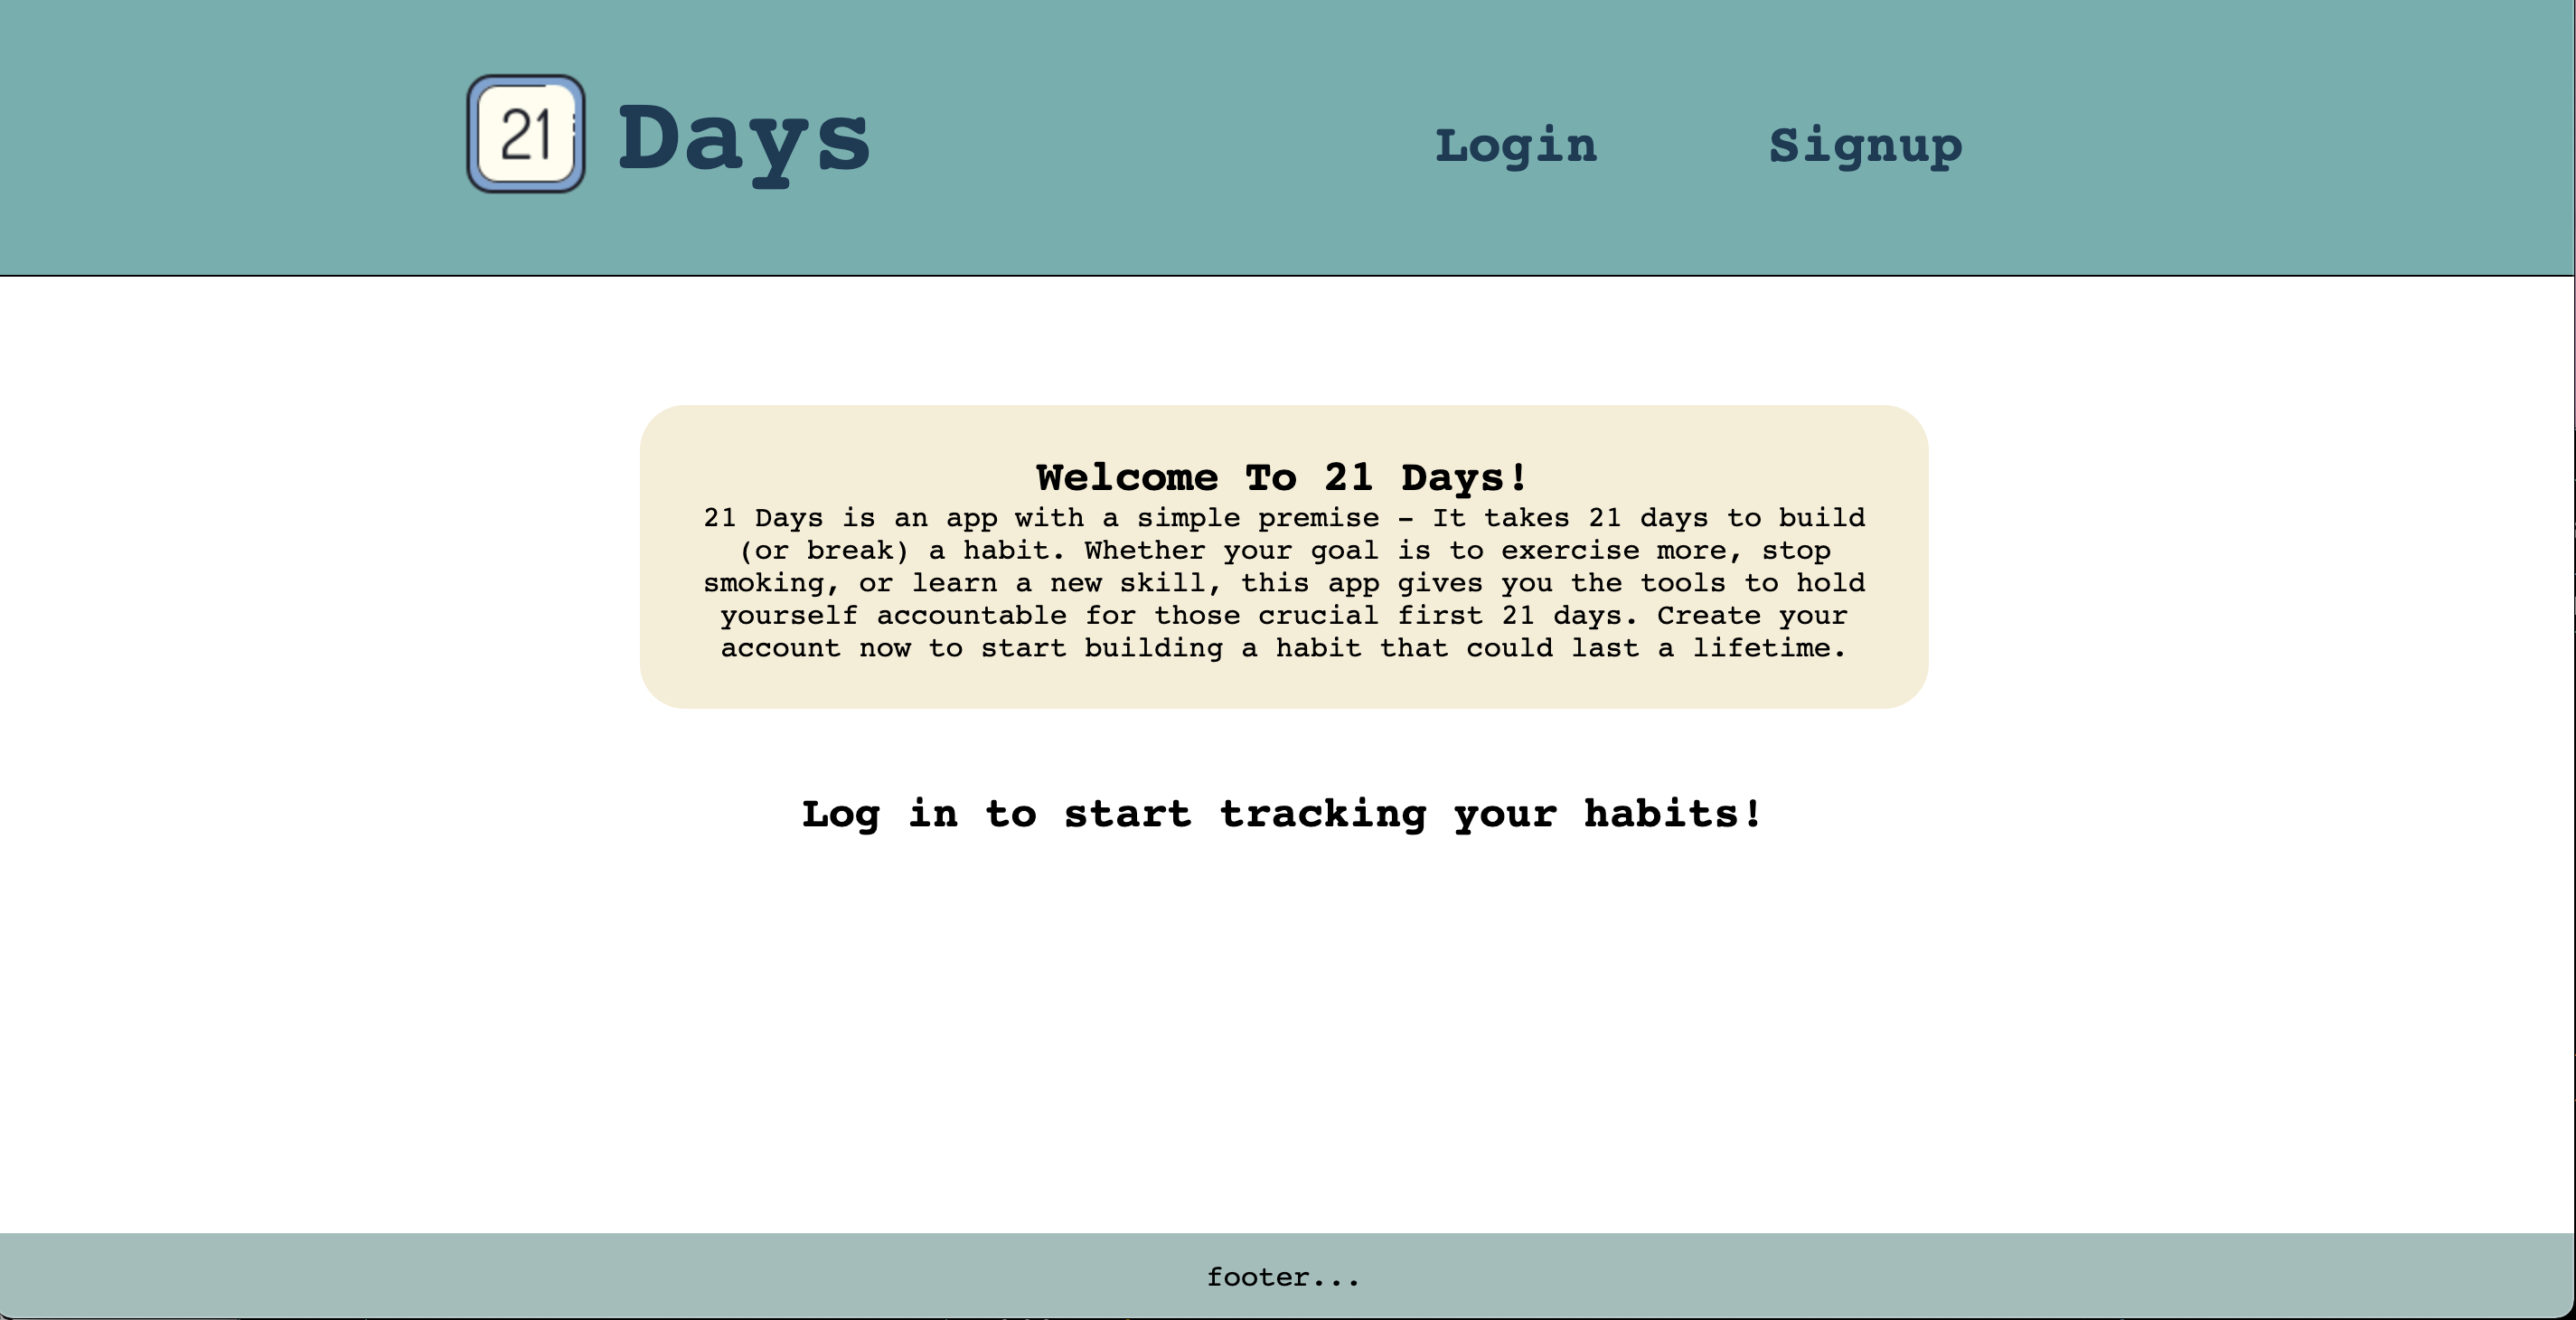 21 Days
Login
Signup
Welcome To 21 Days!
21 Days is an app with a simple premise - It takes 21 days to build
(or break) a habit. Whether your goal is to exercise more, stop
smoking, or learn a new skill, this app gives you the tools to hold
yourself accountable for those crucial first 21 days. Create your
account now to start building a habit that could last a lifetime.
Log in to start tracking your habits!
footer...